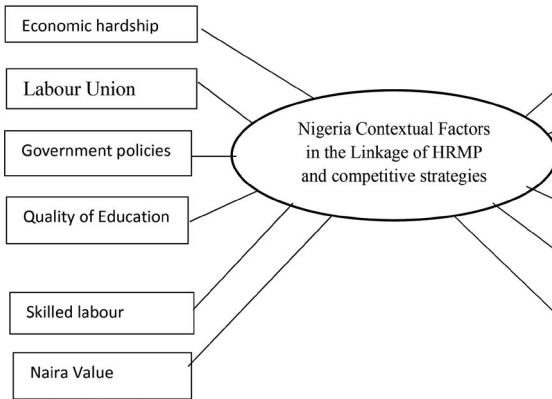 Economic hardship
Labour Union
Government policies
Quality of Education
Skilled labour
Naira Value
Nigeria Contextual Factors
in the Linkage of HRMP
and competitive strategies